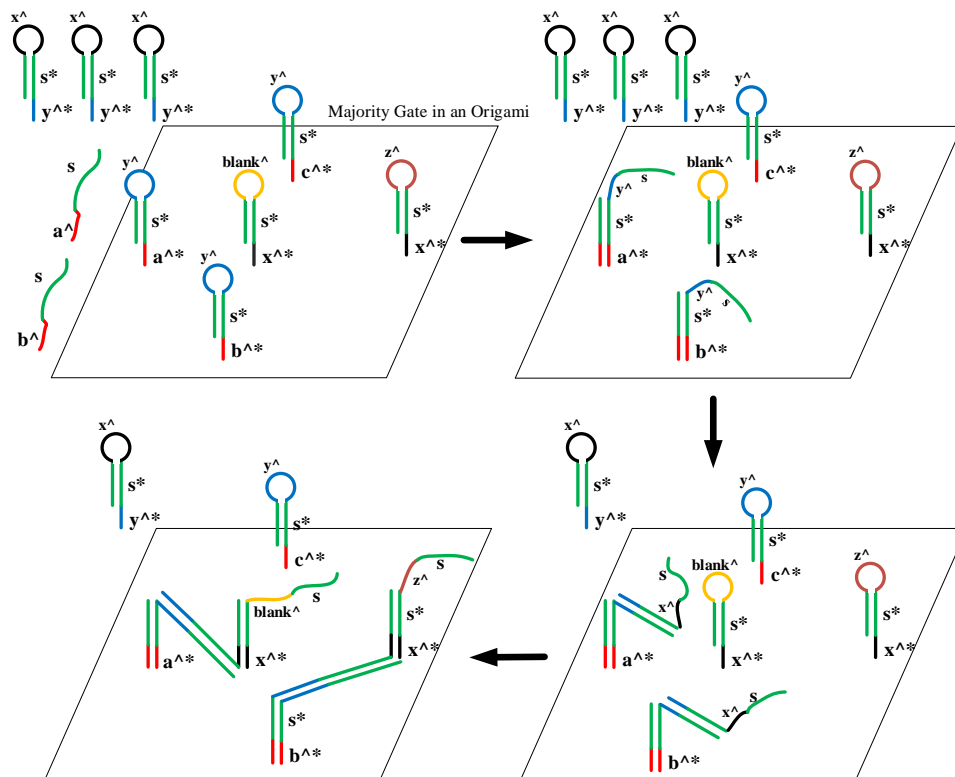 x^ x^ x^
s* s* s*
y^* y^* y^*
y^
s*
c^*
Majority Gate in an Origami
s
a^
s
b^
y^
s*
a^*
blank^
s*
x^*
z^
s*
x^*
y^
s*
b^*
x^ x^ x^
s* s* s*
y^* y^* y^*
y^
s*
c^*
y^
s
s*
a^*
blank^
s*
x^*
z^
s*
x^*
y^
s
s*
b^*
x^
s*
y^*
y^
s*
c^*
a^*
blank^
s
x^*
z^
s
s*
x^*
s*
b^*
x^
s*
y^*
y^
s*
c^*
s
x^
a^*
blank^
s*
x^*
z^
s*
x^*
x^
s
b^*